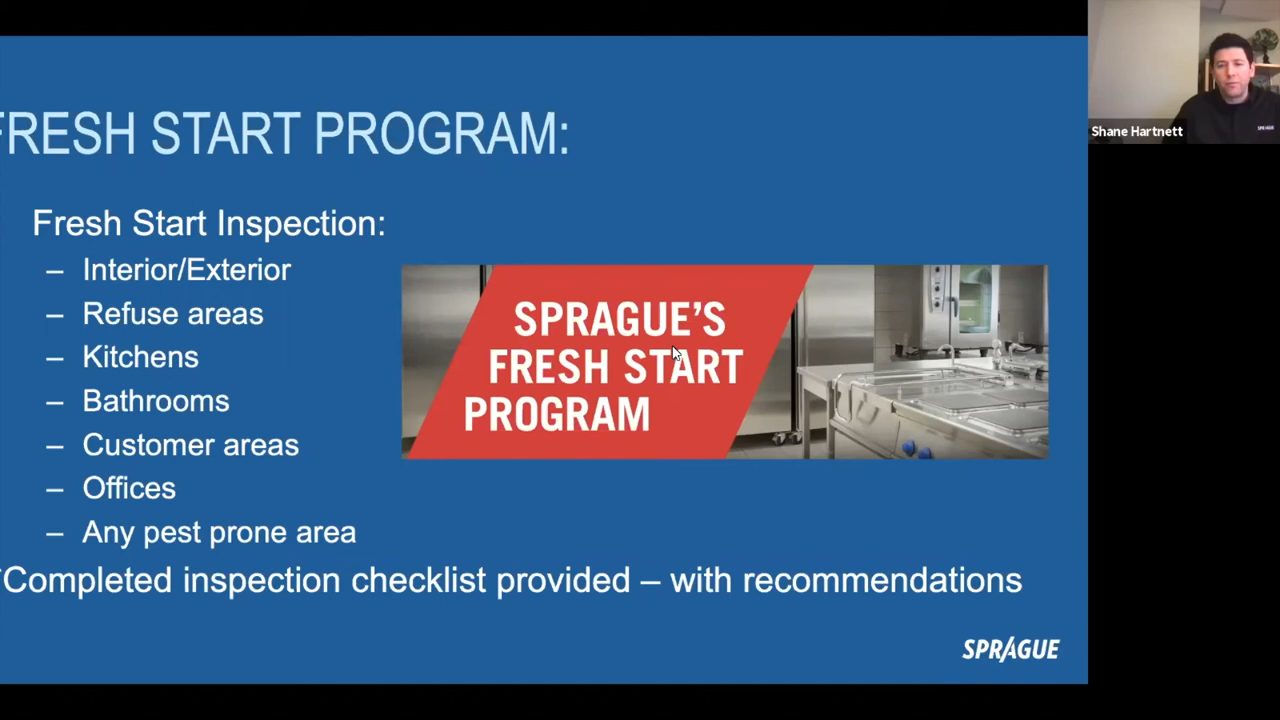 FRESH START PROGRAM:
Fresh Start Inspection:
– Interior/Exterior
– Refuse areas
– Kitchens
– Bathrooms
– Customer areas
– Offices
– Any pest prone area
*Completed inspection checklist provided – with recommendations
SPRAGUE'S
FRESH START
PROGRAM
SPRAGUE
Shane Hartnett
SPRAGUE